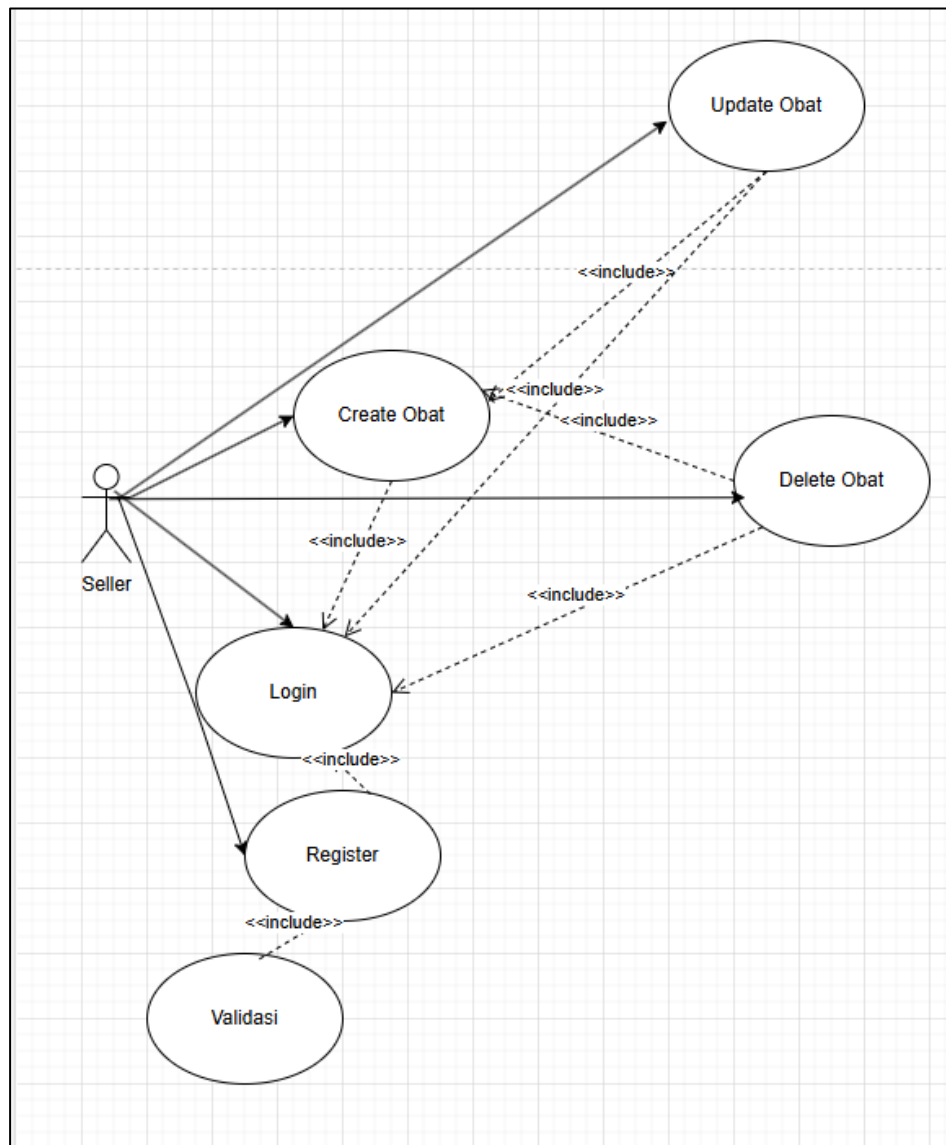 Update Obat
<<include>>
Create Obat
<<include>>
<<include>>
Delete Obat
<<include>>
Seller
<<include>>
Login
<<include>>
Register
<<include>>
Validasi